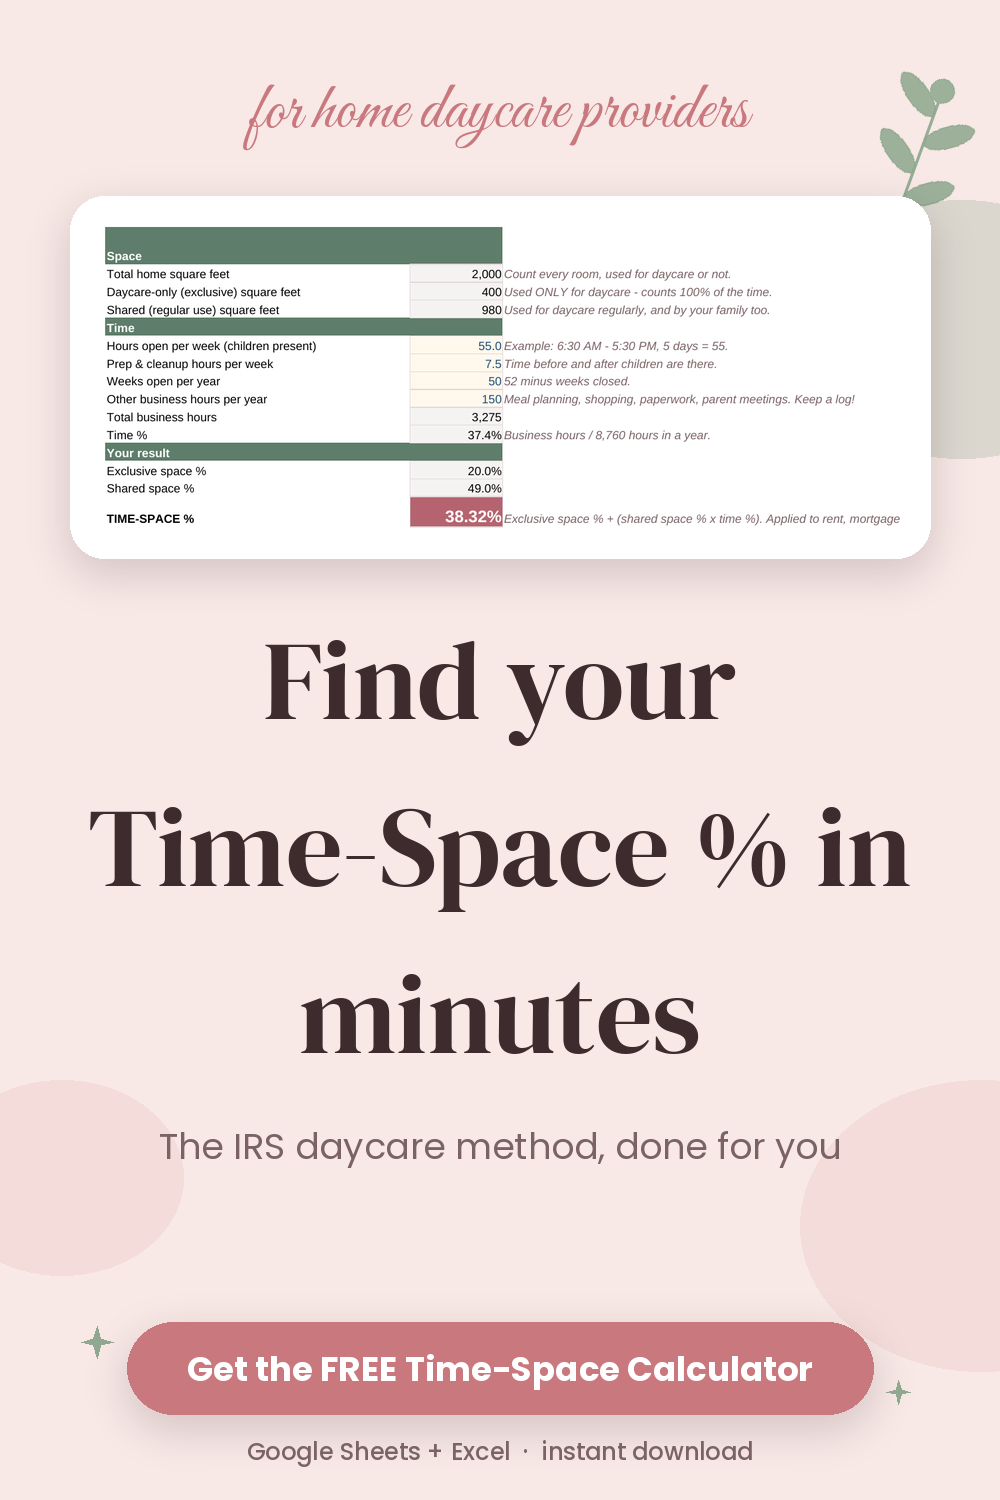 for home daycare providers
Space
Total home square feet 2,000 Count every room, used for daycare or not.
Daycare-only (exclusive) square feet 400 Used ONLY for daycare - counts 100% of the time.
Shared (regular use) square feet 980 Used for daycare regularly, and by your family too.
Time
Hours open per week (children present) 55.0 Example: 6:30 AM - 5:30 PM, 5 days = 55.
Prep & cleanup hours per week 7.5 Time before and after children are there.
Weeks open per year 50 52 minus weeks closed.
Other business hours per year 150 Meal planning, shopping, paperwork, parent meetings. Keep a log!
Total business hours 3,275
Time % 37.4% Business hours / 8,760 hours in a year.
Your result
Exclusive space % 20.0%
Shared space % 49.0%
TIME-SPACE % 38.32% Exclusive space % + (shared space % x time %). Applied to rent, mortgage
Find your
Time-Space % in
minutes
The IRS daycare method, done for you
Get the FREE Time-Space Calculator
Google Sheets + Excel · instant download